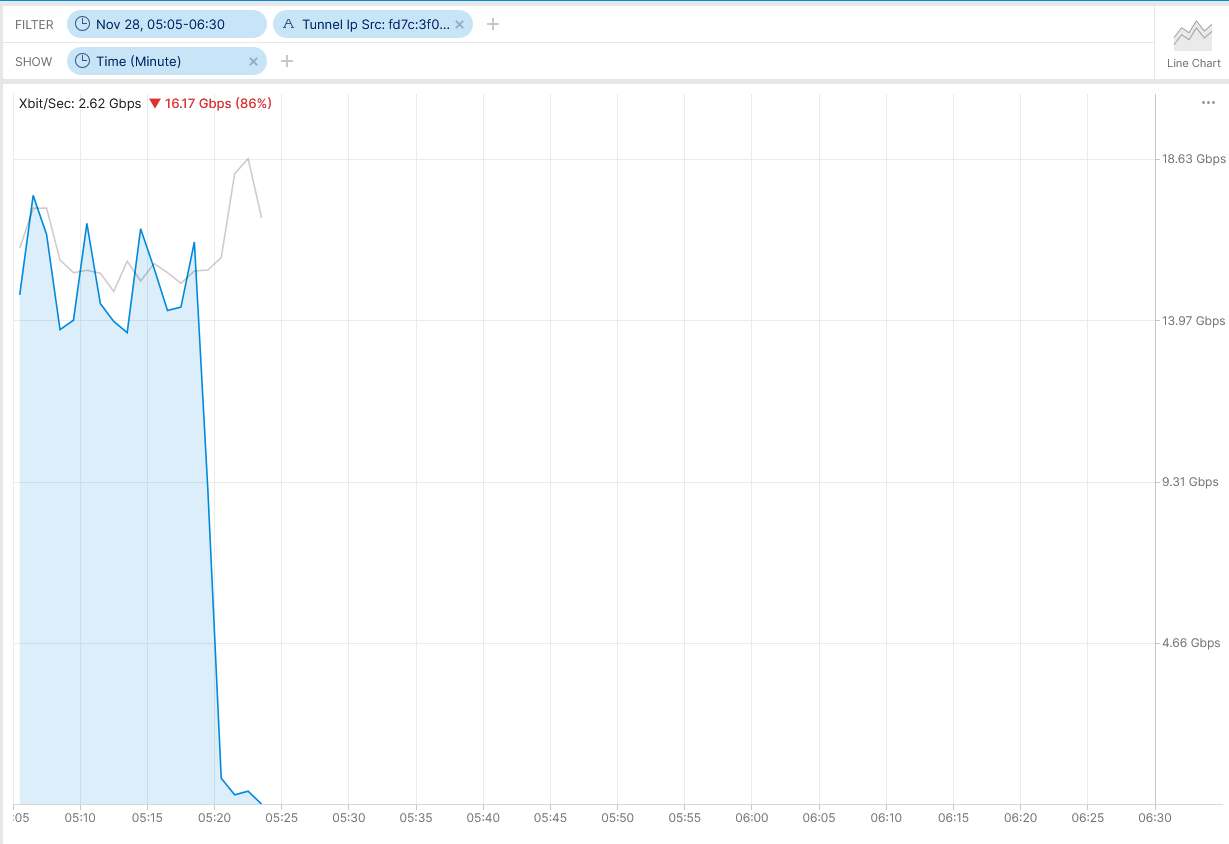 FILTER Nov 28, 05:05-06:30 A Tunnel Ip Src: fd7c:3f0... × +
SHOW Time (Minute) × +
Line Chart
Xbit/Sec: 2.62 Gbps ▼ 16.17 Gbps (86%)
18.63 Gbps
13.97 Gbps
9.31 Gbps
4.66 Gbps
:05 05:10 05:15 05:20 05:25 05:30 05:35 05:40 05:45 05:50 05:55 06:00 06:05 06:10 06:15 06:20 06:25 06:30